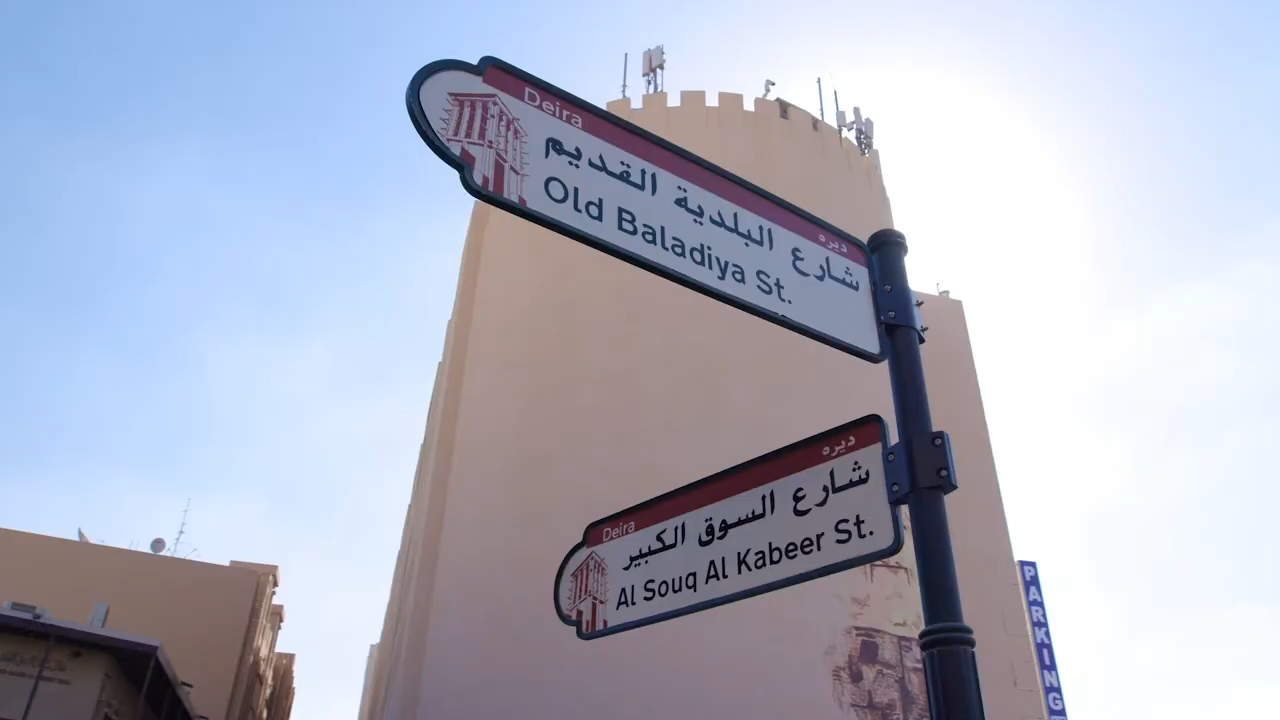 Deira
ديره
شارع البلدية القديم
Old Baladiya St.
ديره
Deira
شارع السوق الكبير
Al Souq Al Kabeer St.
PARKING